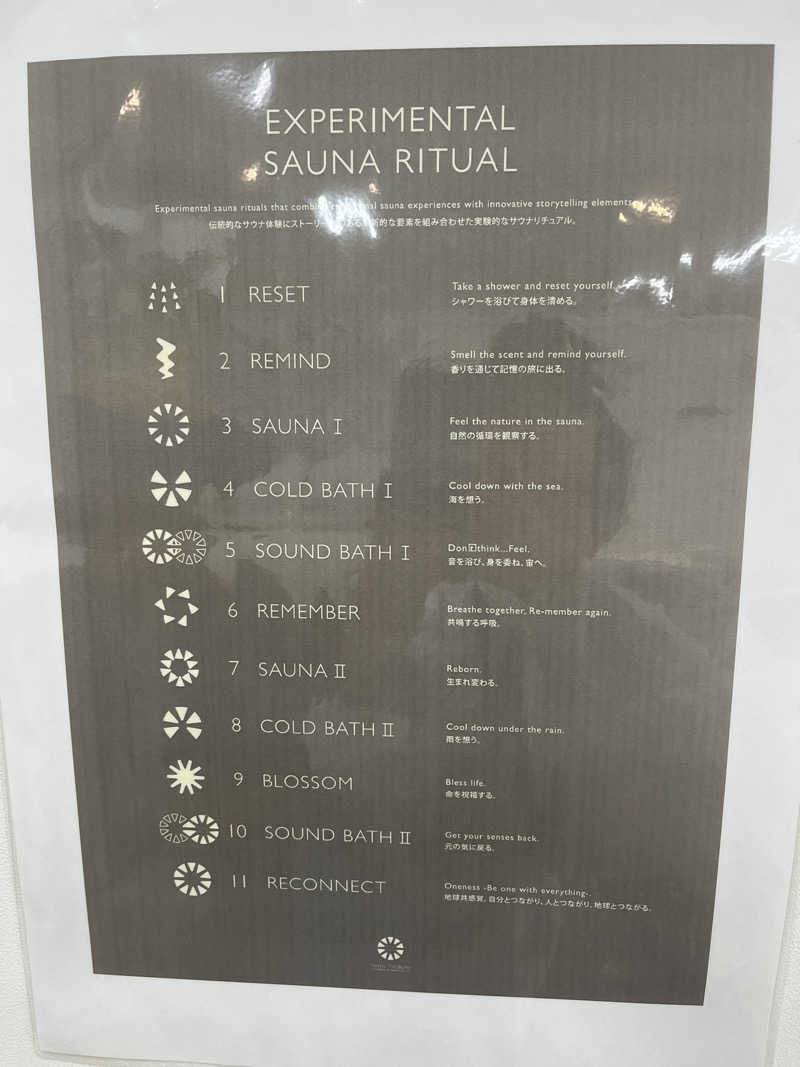 EXPERIMENTAL
SAUNA RITUAL
Experimental sauna rituals that sauna experiences with innovative storytelling elements
伝統的なサウナ体験にストーリー 的な要素を組み合わせた実験的なサウナリチュアル。
1 RESET
Take a shower and reset yourself.
シャワーを浴びて身体を清める。
2 REMIND
Smell the scent and remind yourself.
香りを通じて記憶の旅に出る。
3 SAUNA I
Feel the nature in the sauna.
自然の循環を観察する。
4 COLD BATH I
Cool down with the sea.
海を想う。
5 SOUND BATH I
Don think...Feel.
音を浴び、身を委ね、宙へ。
6 REMEMBER
Breathe together, Re-member again.
共鳴する呼吸。
7 SAUNA II
Reborn.
生まれ変わる。
8 COLD BATH II
Cool down under the rain.
雨を想う。
9 BLOSSOM
Bless life.
命を祝福する。
10 SOUND BATH II
Get your senses back.
元の気に戻る。
11 RECONNECT
Oneness -Be one with everything-.
地球共感覚。自分とつながり、人とつながり、地球とつながる。